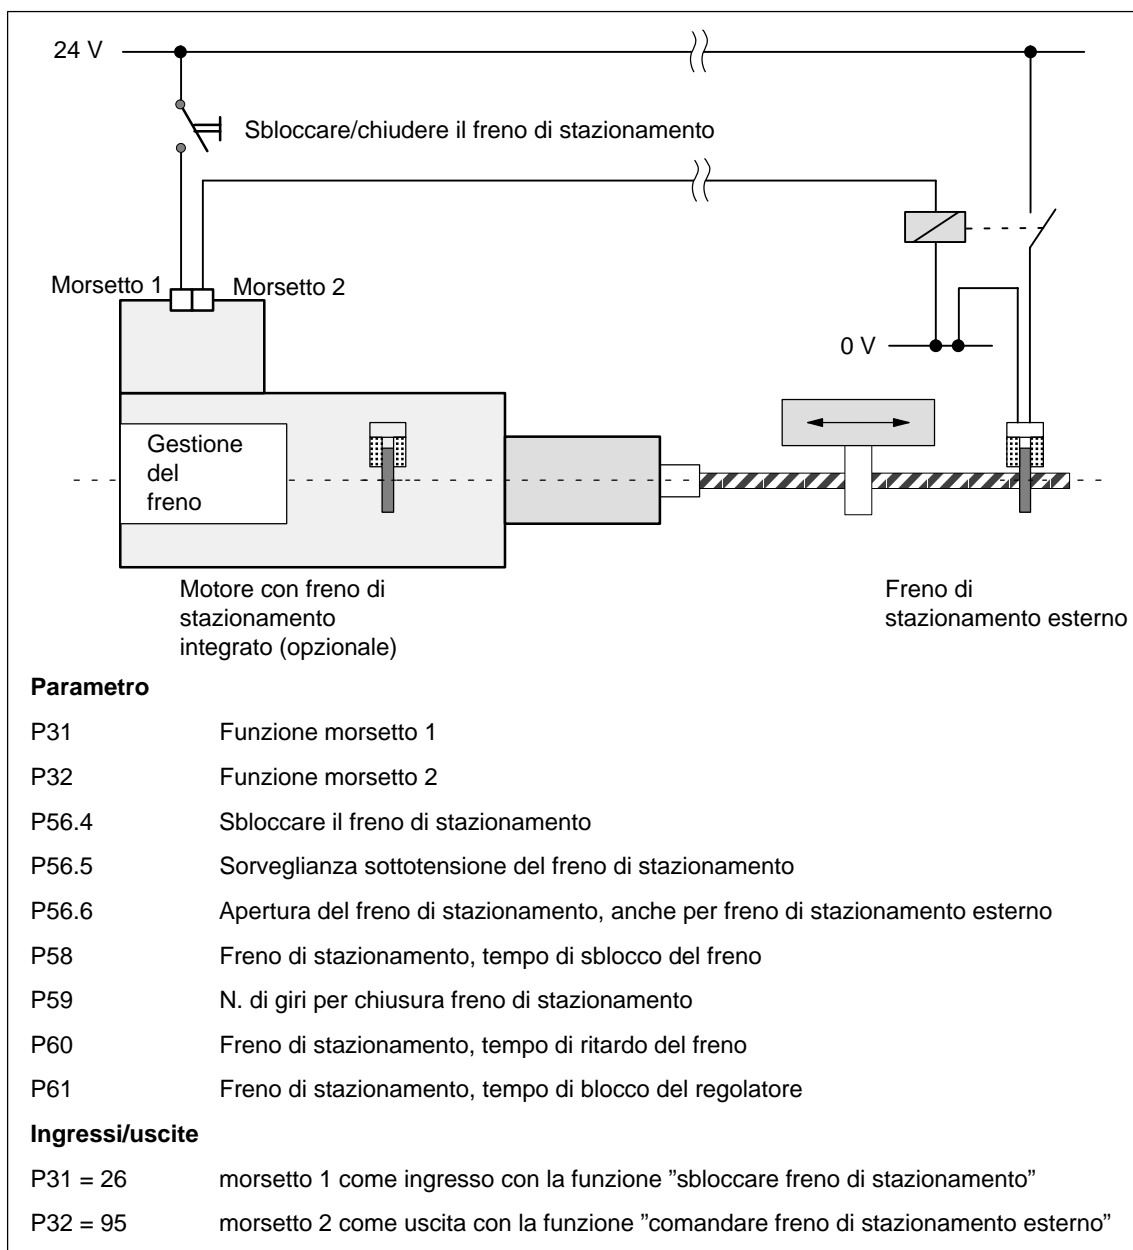 24 V
Sbloccare/chiudere il freno di stazionamento
Morsetto 1
Morsetto 2
0 V
Gestione
del
freno
Motore con freno di
stazionamento
integrato (opzionale)
Freno di
stazionamento esterno
Parametro
P31 Funzione morsetto 1
P32 Funzione morsetto 2
P56.4 Sbloccare il freno di stazionamento
P56.5 Sorveglianza sottotensione del freno di stazionamento
P56.6 Apertura del freno di stazionamento, anche per freno di stazionamento esterno
P58 Freno di stazionamento, tempo di sblocco del freno
P59 N. di giri per chiusura freno di stazionamento
P60 Freno di stazionamento, tempo di ritardo del freno
P61 Freno di stazionamento, tempo di blocco del regolatore
Ingressi/uscite
P31 = 26 morsetto 1 come ingresso con la funzione ”sbloccare freno di stazionamento”
P32 = 95 morsetto 2 come uscita con la funzione ”comandare freno di stazionamento esterno”